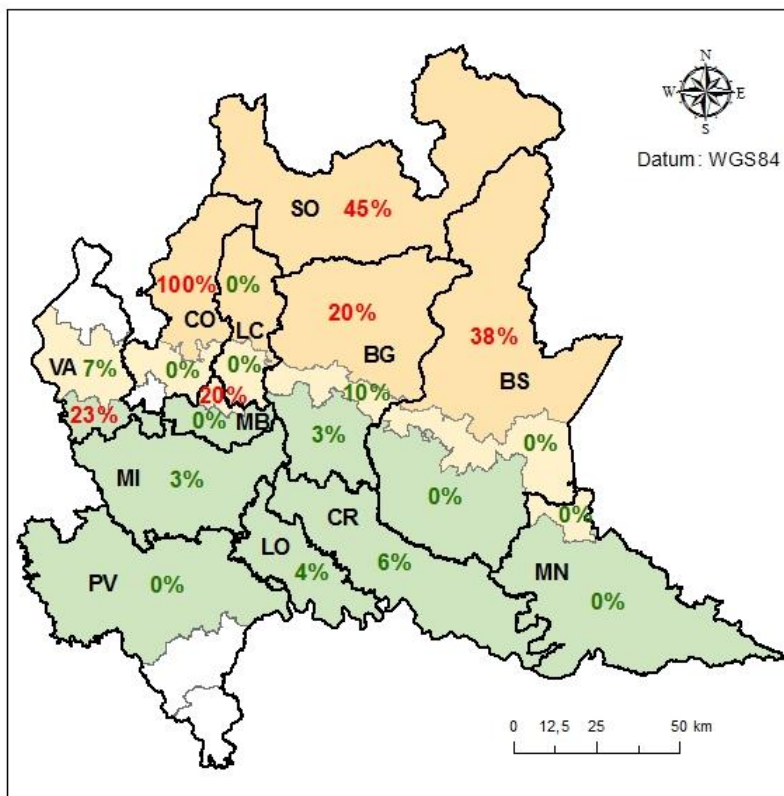 N
W E
S
Datum: WGS84
SO 45%
100% 0%
CO LC
20%
BG
38%
BS
VA 7% 0% 0%
10%
23% 20%
0% MB
3% 0%
MI 3% 0%
CR 0%
LO 6%
PV 0% 4% MN
0%
0 12,5 25 50 km